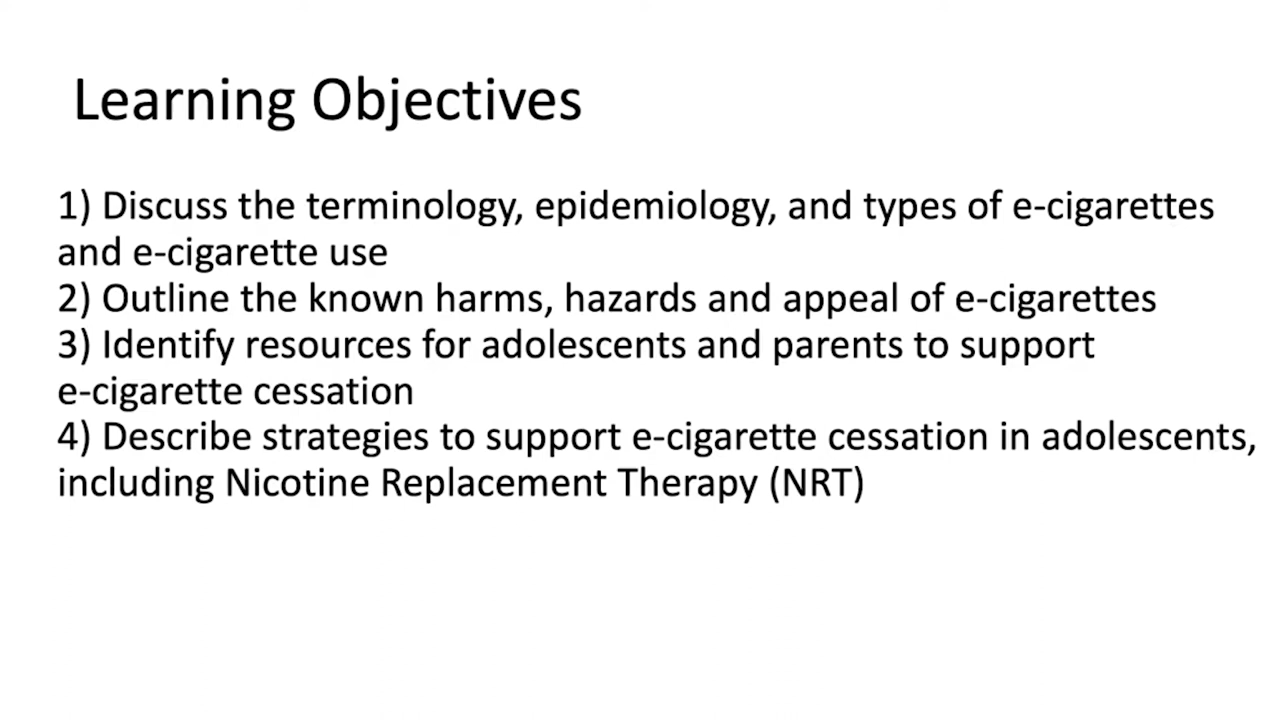 Learning Objectives
1) Discuss the terminology, epidemiology, and types of e-cigarettes
and e-cigarette use
2) Outline the known harms, hazards and appeal of e-cigarettes
3) Identify resources for adolescents and parents to support
e-cigarette cessation
4) Describe strategies to support e-cigarette cessation in adolescents,
including Nicotine Replacement Therapy (NRT)